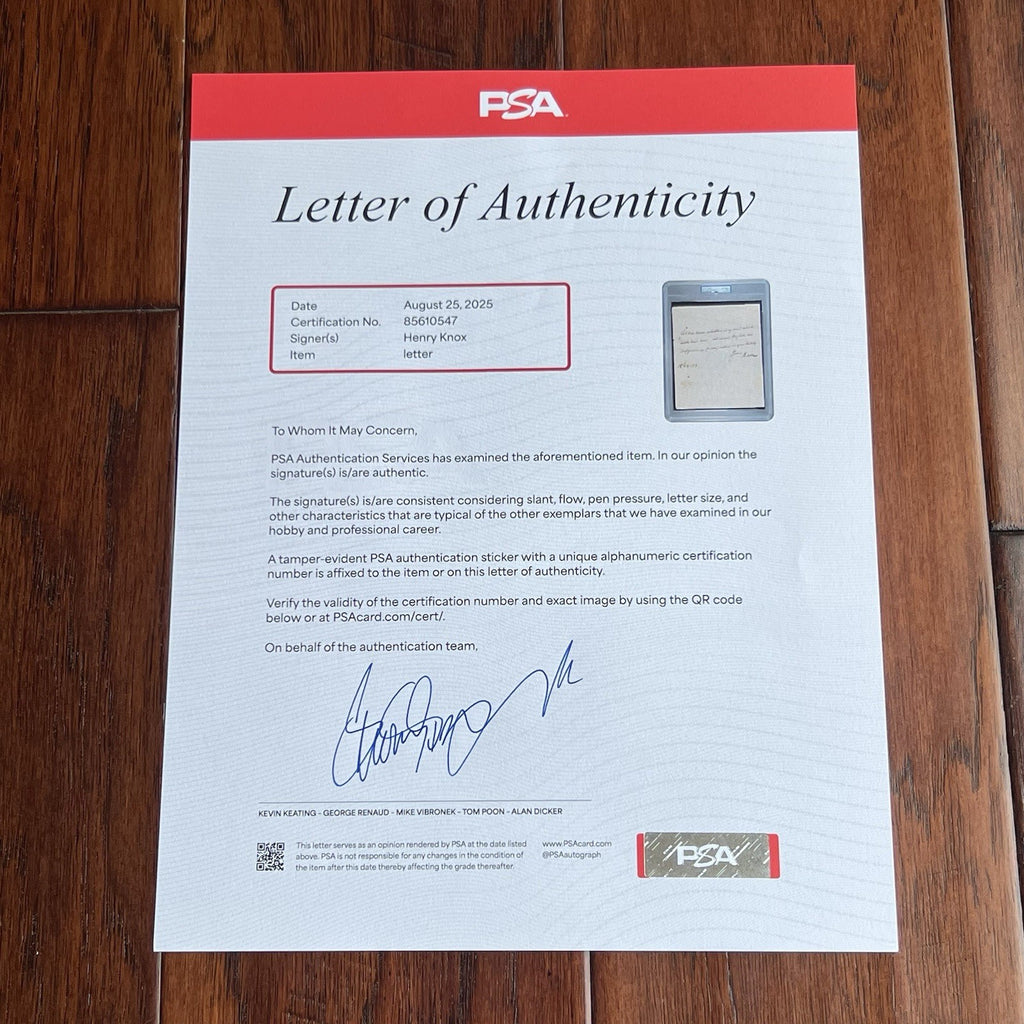 PSA
Letter of Authenticity
Date August 25, 2025
Certification No. 85610547
Signer(s) Henry Knox
Item letter
To Whom It May Concern,
PSA Authentication Services has examined the aforementioned item. In our opinion the
signature(s) is/are authentic.
The signature(s) is/are consistent considering slant, flow, pen pressure, letter size, and
other characteristics that are typical of the other exemplars that we have examined in our
hobby and professional career.
A tamper-evident PSA authentication sticker with a unique alphanumeric certification
number is affixed to the item or on this letter of authenticity.
Verify the validity of the certification number and exact image by using the QR code
below or at PSAcard.com/cert/.
On behalf of the authentication team,
KEVIN KEATING - GEORGE RENAUD - MIKE VIBRONEK - TOM POON - ALAN DICKER
This letter serves as an opinion rendered by PSA at the date listed
above. PSA is not responsible for any changes in the condition of
the item after this date thereby affecting the grade thereafter.
www.PSAcard.com
@PSAautograph
PSA